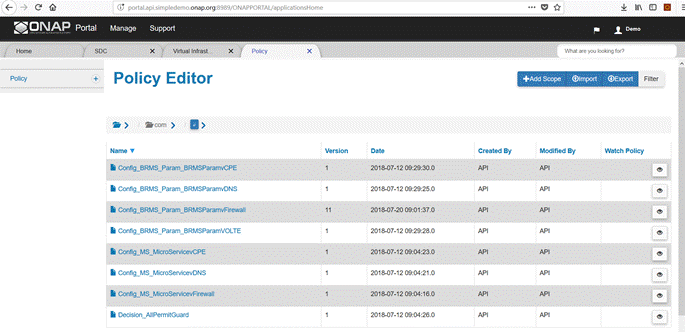 portal.api.simpledemo.onap.org:8989/ONAPPORTAL/applicationsHome
ONAP Portal Manage Support Demo
Home SDC Virtual Infrast... Policy What are you looking for?
Policy
Policy Editor
Add Scope Import Export Filter
com
Name Version Date Created By Modified By Watch Policy
Config_BRMS_Param_BRMSParamvCPE 1 2018-07-12 09:29:30.0 API API
Config_BRMS_Param_BRMSParamvDNS 1 2018-07-12 09:29:25.0 API API
Config_BRMS_Param_BRMSParamvFirewall 11 2018-07-20 09:01:37.0 API API
Config_BRMS_Param_BRMSParamVOLTE 1 2018-07-12 09:29:28.0 API API
Config_MS_MicroServicevCPE 1 2018-07-12 09:04:23.0 API API
Config_MS_MicroServicevDNS 1 2018-07-12 09:04:21.0 API API
Config_MS_MicroServicevFirewall 1 2018-07-12 09:04:16.0 API API
Decision_AllPermitGuard 1 2018-07-12 09:04:26.0 API API